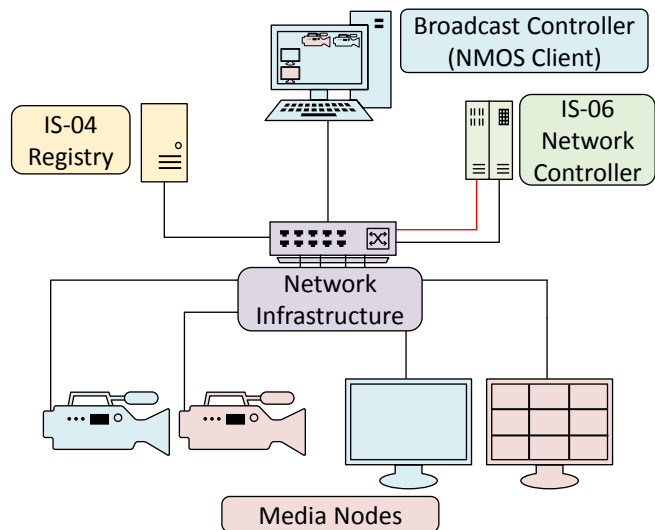 Broadcast Controller
(NMOS Client)
IS-04
Registry
IS-06
Network
Controller
Network
Infrastructure
Media Nodes